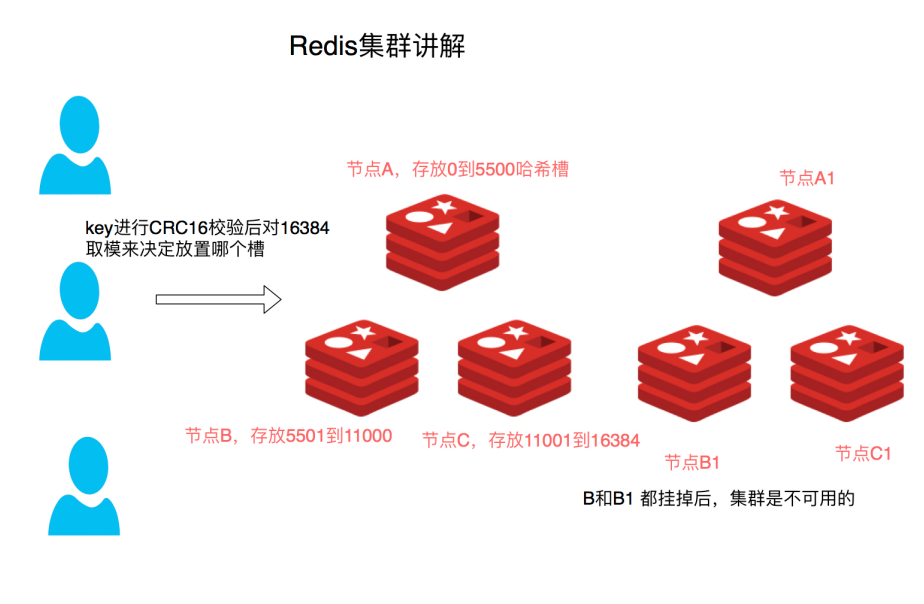 Redis集群讲解
节点A，存放0到5500哈希槽
节点A1
key进行CRC16校验后对16384
取模来决定放置哪个槽
节点B，存放5501到11000
节点C，存放11001到16384
节点B1
节点C1
B和B1 都挂掉后，集群是不可用的